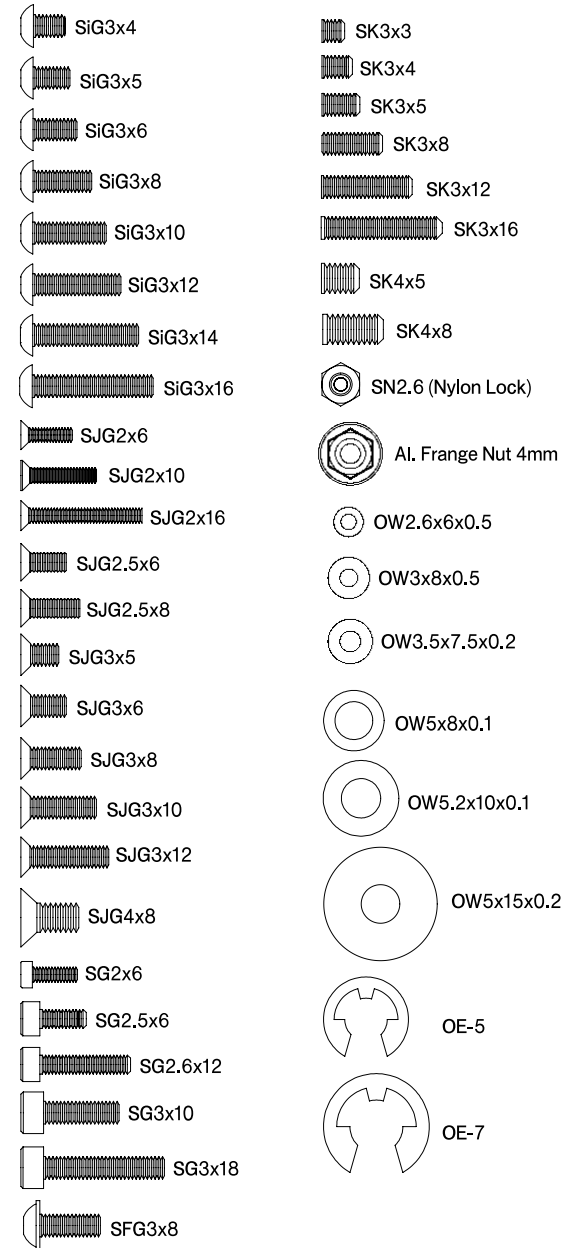 SiG3x4
SiG3x5
SiG3x6
SiG3x8
SiG3x10
SiG3x12
SiG3x14
SiG3x16
SJG2x6
SJG2x10
SJG2x16
SJG2.5x6
SJG2.5x8
SJG3x5
SJG3x6
SJG3x8
SJG3x10
SJG3x12
SJG4x8
SG2x6
SG2.5x6
SG2.6x12
SG3x10
SG3x18
SFG3x8
SK3x3
SK3x4
SK3x5
SK3x8
SK3x12
SK3x16
SK4x5
SK4x8
SN2.6 (Nylon Lock)
Al. Frange Nut 4mm
OW2.6x6x0.5
OW3x8x0.5
OW3.5x7.5x0.2
OW5x8x0.1
OW5.2x10x0.1
OW5x15x0.2
OE-5
OE-7